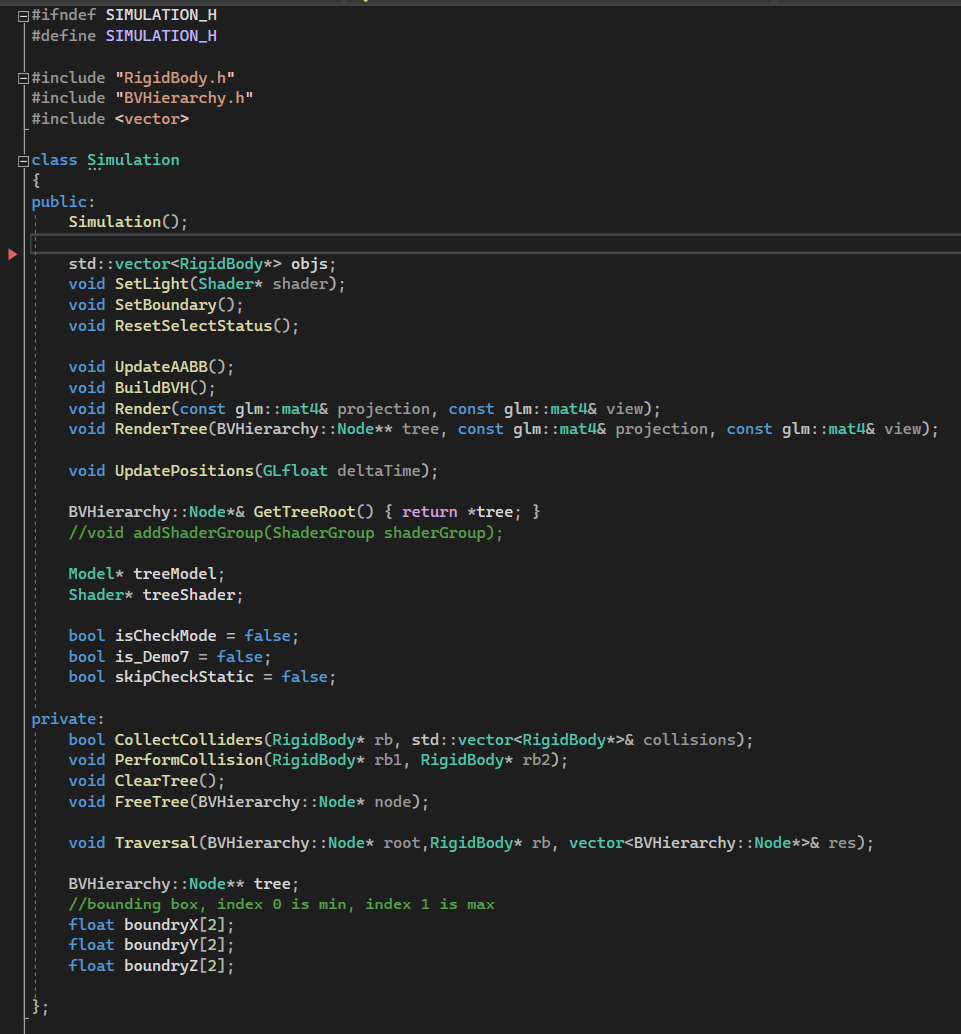 #ifndef SIMULATION_H
#define SIMULATION_H
#include "RigidBody.h"
#include "BVHierarchy.h"
#include <vector>
class Simulation
{
public:
    Simulation();
    std::vector<RigidBody*> objs;
    void SetLight(Shader* shader);
    void SetBoundary();
    void ResetSelectStatus();
    void UpdateAABB();
    void BuildBVH();
    void Render(const glm::mat4& projection, const glm::mat4& view);
    void RenderTree(BVHierarchy::Node** tree, const glm::mat4& projection, const glm::mat4& view);
    void UpdatePositions(GLfloat deltaTime);
    BVHierarchy::Node*& GetTreeRoot() { return *tree; }
    //void addShaderGroup(ShaderGroup shaderGroup);
    Model* treeModel;
    Shader* treeShader;
    bool isCheckMode = false;
    bool is_Demo7 = false;
    bool skipCheckStatic = false;
private:
    bool CollectColliders(RigidBody* rb, std::vector<RigidBody*>& collisions);
    void PerformCollision(RigidBody* rb1, RigidBody* rb2);
    void ClearTree();
    void FreeTree(BVHierarchy::Node* node);
    void Traversal(BVHierarchy::Node* root,RigidBody* rb, vector<BVHierarchy::Node*>& res);
    BVHierarchy::Node** tree;
    //bounding box, index 0 is min, index 1 is max
    float boundryX[2];
    float boundryY[2];
    float boundryZ[2];
};